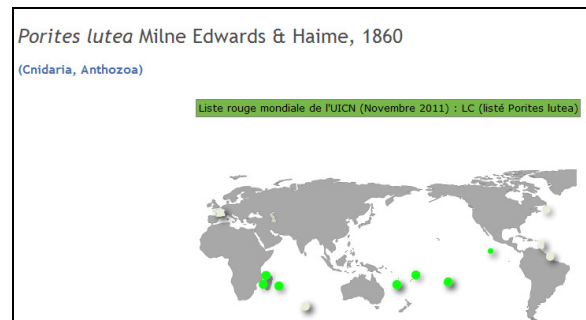 Porites lutea Milne Edwards & Haime, 1860
(Cnidaria, Anthozoa)
Liste rouge mondiale de l'UICN (Novembre 2011) : LC (listé Porites lutea)